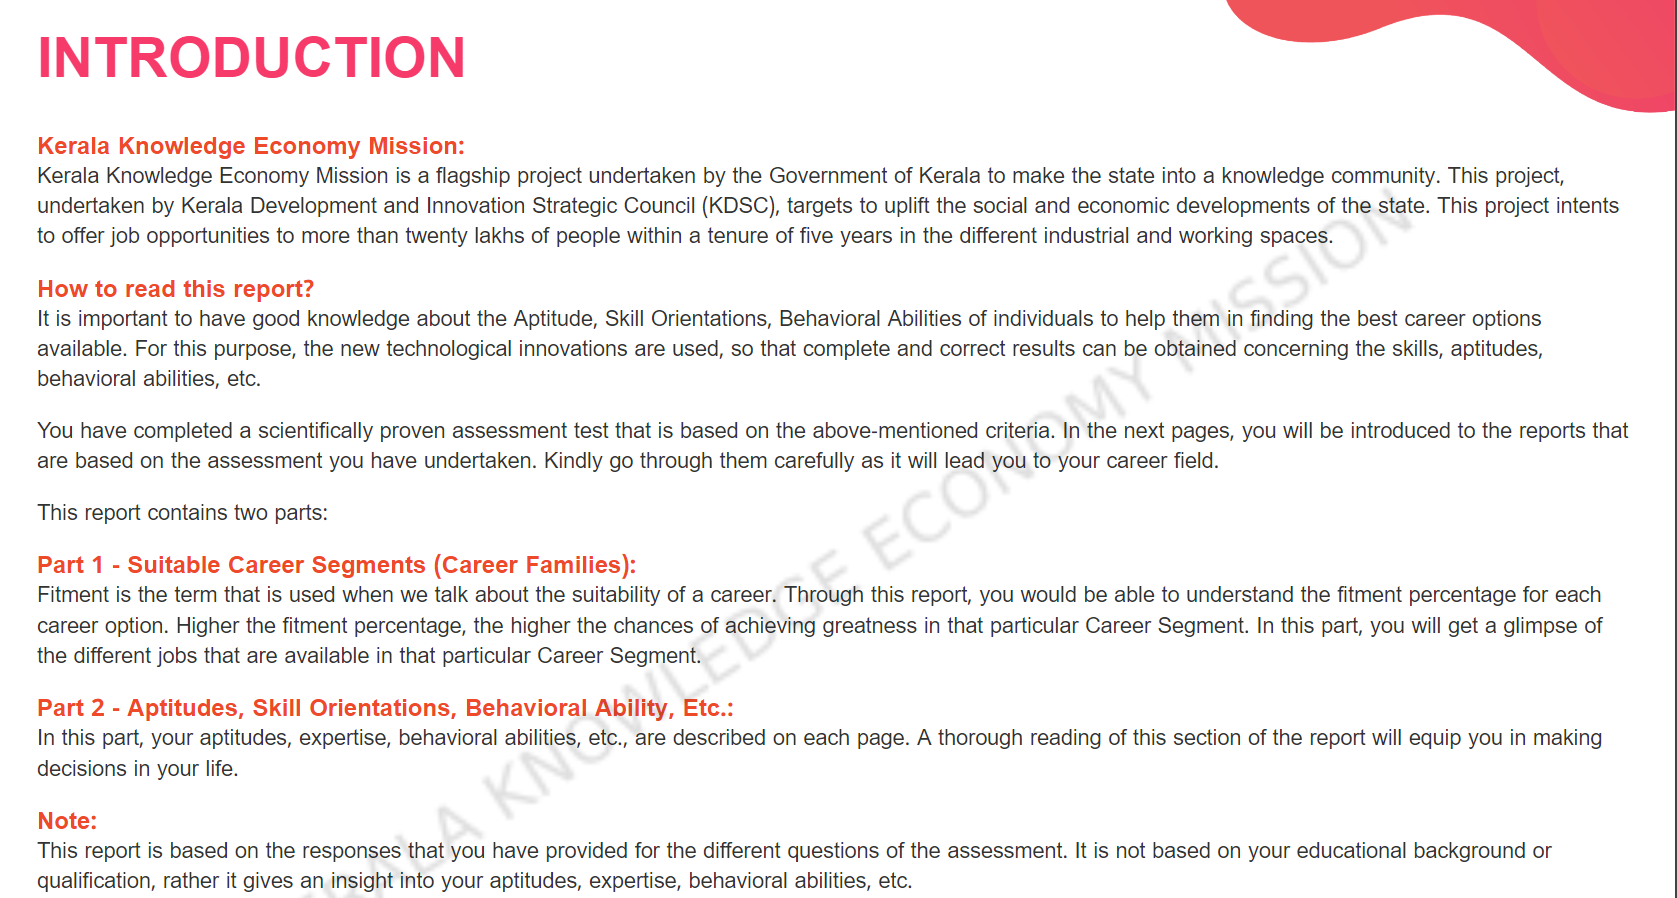 INTRODUCTION
Kerala Knowledge Economy Mission:
Kerala Knowledge Economy Mission is a flagship project undertaken by the Government of Kerala to make the state into a knowledge community. This project,
undertaken by Kerala Development and Innovation Strategic Council (KDSC), targets to uplift the social and economic developments of the state. This project intents
to offer job opportunities to more than twenty lakhs of people within a tenure of five years in the different industrial and working spaces.
How to read this report?
It is important to have good knowledge about the Aptitude, Skill Orientations, Behavioral Abilities of individuals to help them in finding the best career options
available. For this purpose, the new technological innovations are used, so that complete and correct results can be obtained concerning the skills, aptitudes,
behavioral abilities, etc.
You have completed a scientifically proven assessment test that is based on the above-mentioned criteria. In the next pages, you will be introduced to the reports that
are based on the assessment you have undertaken. Kindly go through them carefully as it will lead you to your career field.
This report contains two parts:
Part 1 - Suitable Career Segments (Career Families):
Fitment is the term that is used when we talk about the suitability of a career. Through this report, you would be able to understand the fitment percentage for each
career option. Higher the fitment percentage, the higher the chances of achieving greatness in that particular Career Segment. In this part, you will get a glimpse of
the different jobs that are available in that particular Career Segment.
Part 2 - Aptitudes, Skill Orientations, Behavioral Ability, Etc.:
In this part, your aptitudes, expertise, behavioral abilities, etc., are described on each page. A thorough reading of this section of the report will equip you in making
decisions in your life.
Note:
This report is based on the responses that you have provided for the different questions of the assessment. It is not based on your educational background or
qualification, rather it gives an insight into your aptitudes, expertise, behavioral abilities, etc.
KNOWLEDGE ECONOMY MISSION